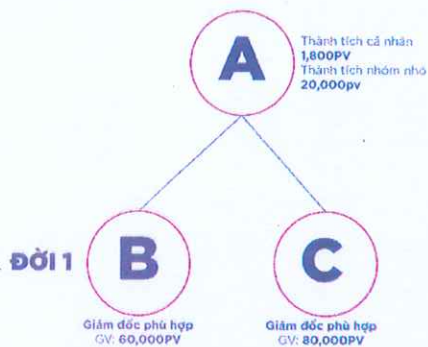 A
Thành tích cá nhân
1,800PV
Thành tích nhóm nhỏ
20,000PV
ĐỜI 1
B
C
Giám đốc phù hợp
GV: 60,000PV
Giám đốc phù hợp
GV: 80,000PV